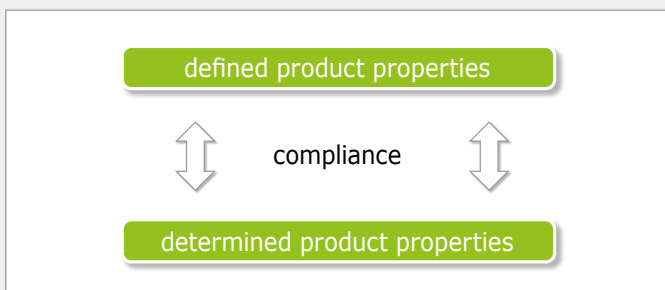 defined product properties
compliance
determined product properties